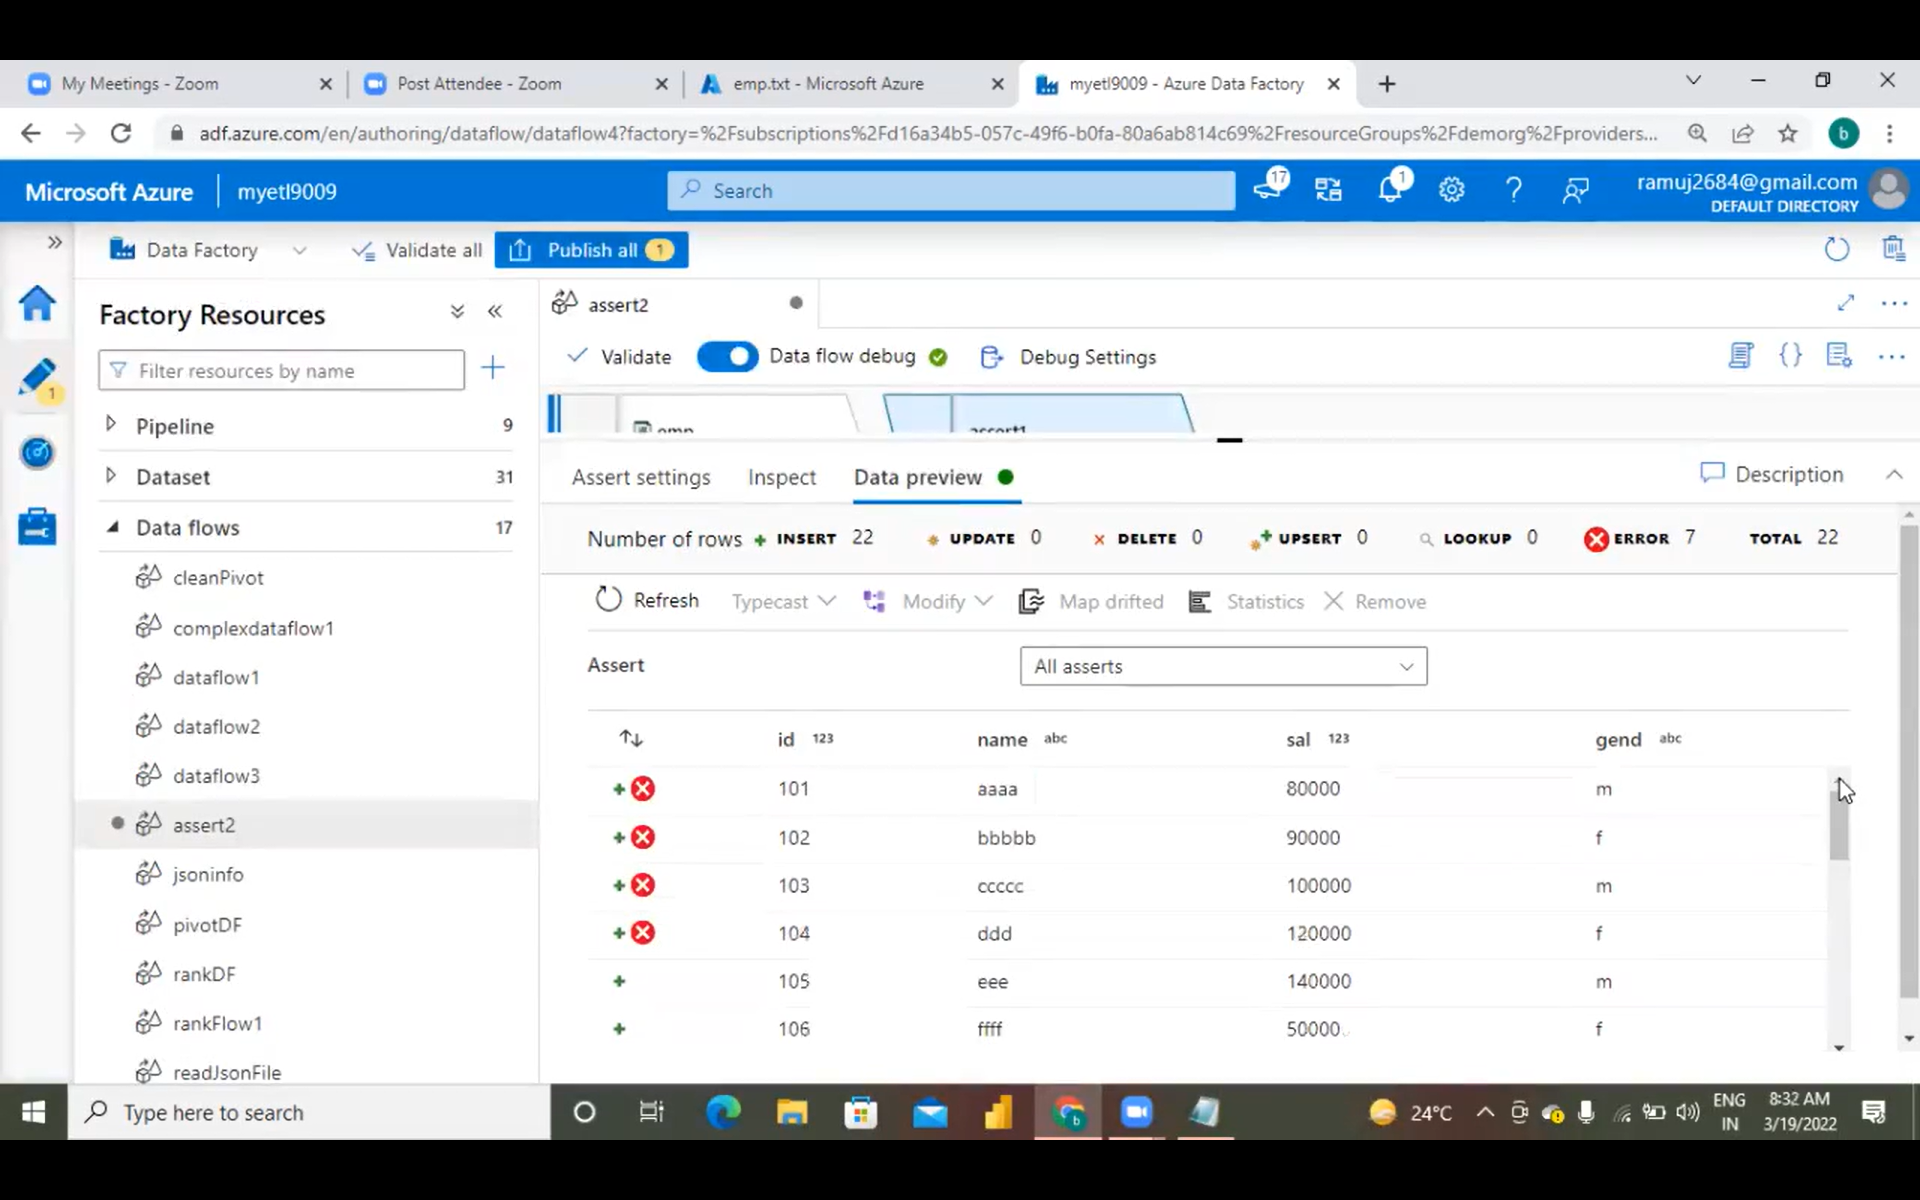 My Meetings - Zoom
Post Attendee - Zoom
emp.txt - Microsoft Azure
myetl9009 - Azure Data Factory
adf.azure.com/en/authoring/dataflow/dataflow4?factory=%2Fsubscriptions%2Fd16a34b5-057c-49f6-b0fa-80a6ab814c69%2FresourceGroups%2Fdemorg%2Fproviders...
b
Microsoft Azure
myetl9009
Search
17
1
?
ramuj2684@gmail.com
DEFAULT DIRECTORY
Data Factory
Validate all
Publish all 1
Factory Resources
Filter resources by name
1
Pipeline 9
Dataset 31
Data flows 17
cleanPivot
complexdataflow1
dataflow1
dataflow2
dataflow3
assert2
jsoninfo
pivotDF
rankDF
rankFlow1
readJsonFile
assert2
Validate
Data flow debug
Debug Settings
emp
assert1
Assert settings
Inspect
Data preview
Description
Number of rows + INSERT 22 UPDATE 0 DELETE 0 UPSERT 0 LOOKUP 0 ERROR 7 TOTAL 22
Refresh
Typecast
Modify
Map drifted
Statistics
Remove
Assert
All asserts
id 123 name abc sal 123 gend abc
101 aaaa 80000 m
102 bbbbb 90000 f
103 ccccc 100000 m
104 ddd 120000 f
105 eee 140000 m
106 ffff 50000 f
Type here to search
24°C
ENG
IN
8:32 AM
3/19/2022